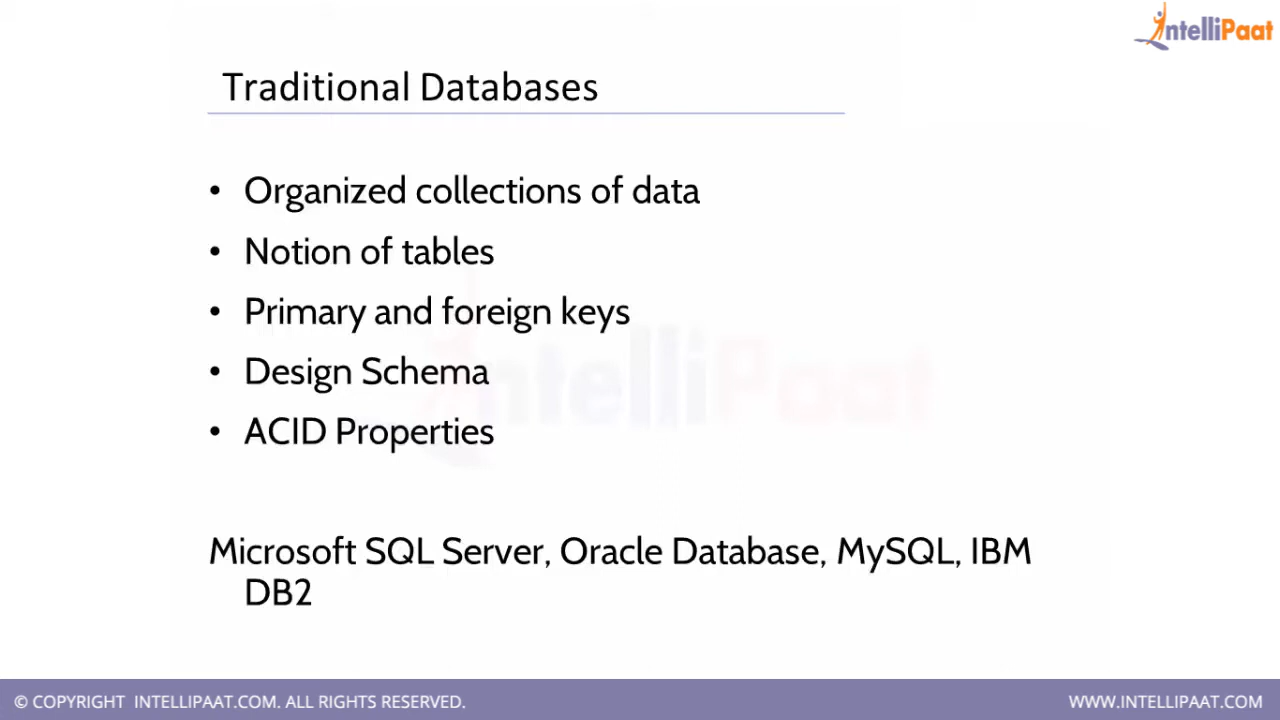 IntelliPaat
Traditional Databases
• Organized collections of data
• Notion of tables
• Primary and foreign keys
• Design Schema
• ACID Properties
IntelliPaat
Microsoft SQL Server, Oracle Database, MySQL, IBM
DB2
© COPYRIGHT INTELLIPAAT.COM. ALL RIGHTS RESERVED.
WWW.INTELLIPAAT.COM